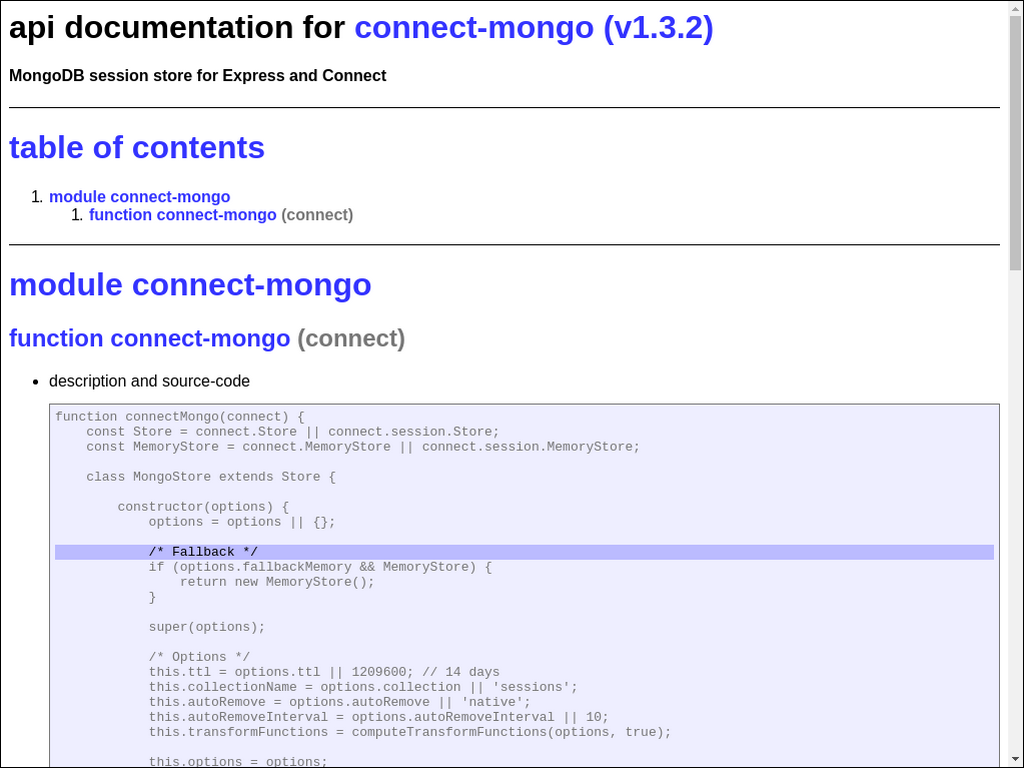 api documentation for connect-mongo (v1.3.2)
MongoDB session store for Express and Connect
table of contents
1. module connect-mongo
1. function connect-mongo (connect)
module connect-mongo
function connect-mongo (connect)
• description and source-code
function connectMongo(connect) {
    const Store = connect.Store || connect.session.Store;
    const MemoryStore = connect.MemoryStore || connect.session.MemoryStore;
    class MongoStore extends Store {
        constructor(options) {
            options = options || {};
            /* Fallback */
            if (options.fallbackMemory && MemoryStore) {
                return new MemoryStore();
            }
            super(options);
            /* Options */
            this.ttl = options.ttl || 1209600; // 14 days
            this.collectionName = options.collection || 'sessions';
            this.autoRemove = options.autoRemove || 'native';
            this.autoRemoveInterval = options.autoRemoveInterval || 10;
            this.transformFunctions = computeTransformFunctions(options, true);
            this.options = options;